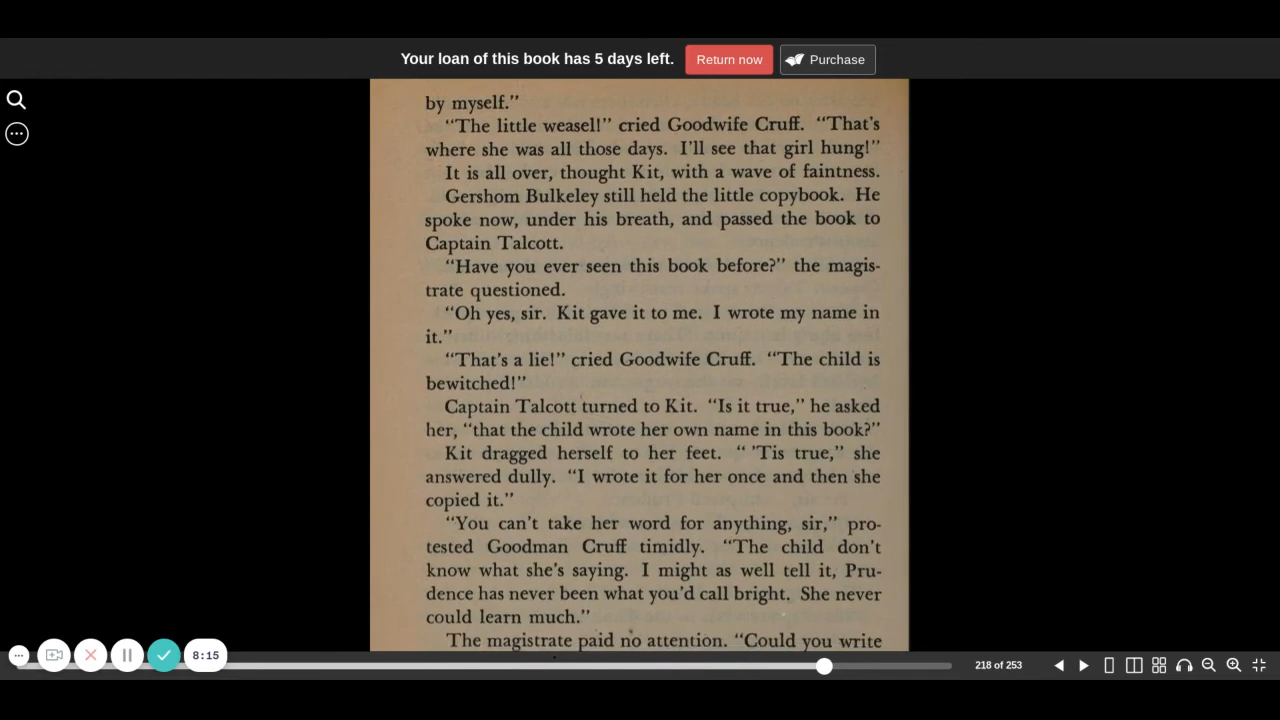 Your loan of this book has 5 days left. Return now Purchase
by myself."
"The little weasel!" cried Goodwife Cruff. "That's
where she was all those days. I'll see that girl hung!"
It is all over, thought Kit, with a wave of faintness.
Gershom Bulkeley still held the little copybook. He
spoke now, under his breath, and passed the book to
Captain Talcott.
"Have you ever seen this book before?" the magis-
trate questioned.
"Oh yes, sir. Kit gave it to me. I wrote my name in
it."
"That's a lie!" cried Goodwife Cruff. "The child is
bewitched!"
Captain Talcott turned to Kit. "Is it true," he asked
her, "that the child wrote her own name in this book?"
Kit dragged herself to her feet. " 'Tis true," she
answered dully. "I wrote it for her once and then she
copied it."
"You can't take her word for anything, sir," pro-
tested Goodman Cruff timidly. "The child don't
know what she's saying. I might as well tell it, Pru-
dence has never been what you'd call bright. She never
could learn much."
The magistrate paid no attention. "Could you write
8:15
218 of 253